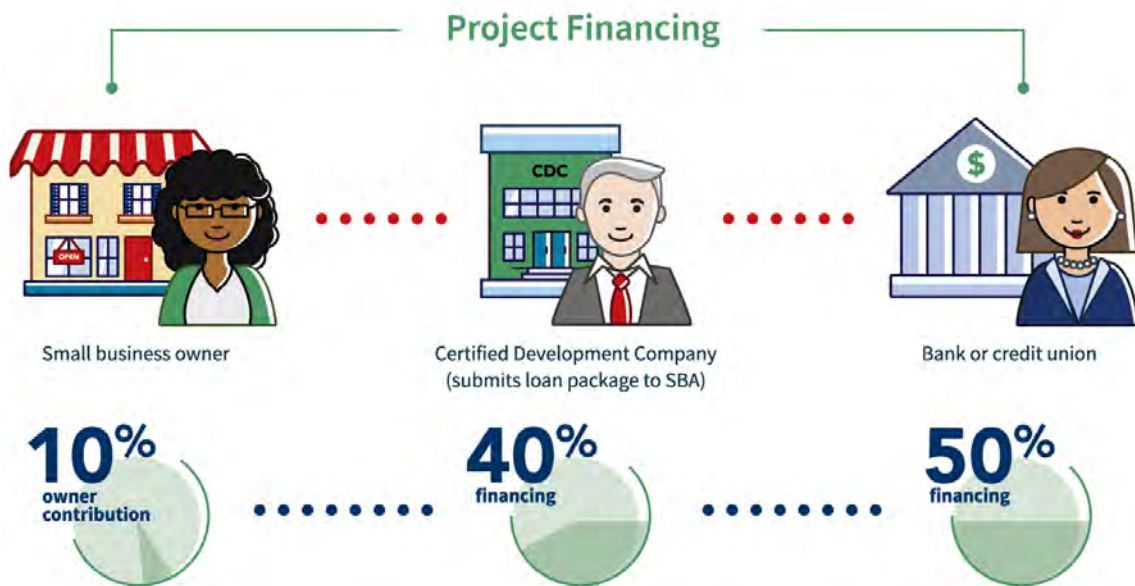 Project Financing
CDC
$
OPEN
Small business owner
Certified Development Company
(submits loan package to SBA)
Bank or credit union
10%
owner
contribution
40%
financing
50%
financing